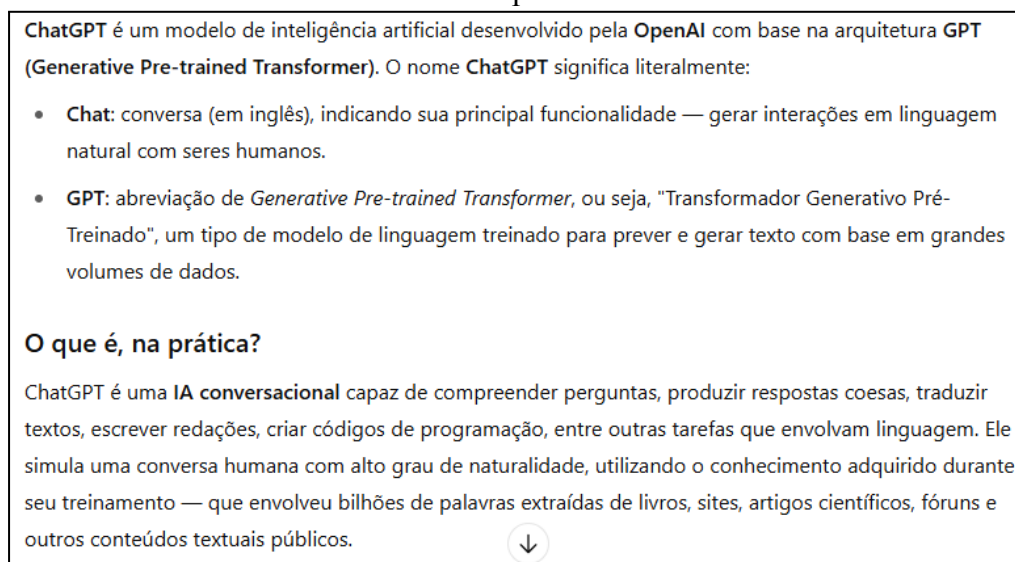 ChatGPT é um modelo de inteligência artificial desenvolvido pela OpenAI com base na arquitetura GPT
(Generative Pre-trained Transformer). O nome ChatGPT significa literalmente:
• Chat: conversa (em inglês), indicando sua principal funcionalidade — gerar interações em linguagem
natural com seres humanos.
• GPT: abreviação de Generative Pre-trained Transformer, ou seja, "Transformador Generativo Pré-
Treinado", um tipo de modelo de linguagem treinado para prever e gerar texto com base em grandes
volumes de dados.
O que é, na prática?
ChatGPT é uma IA conversacional capaz de compreender perguntas, produzir respostas coesas, traduzir
textos, escrever redações, criar códigos de programação, entre outras tarefas que envolvam linguagem. Ele
simula uma conversa humana com alto grau de naturalidade, utilizando o conhecimento adquirido durante
seu treinamento — que envolveu bilhões de palavras extraídas de livros, sites, artigos científicos, fóruns e
outros conteúdos textuais públicos.